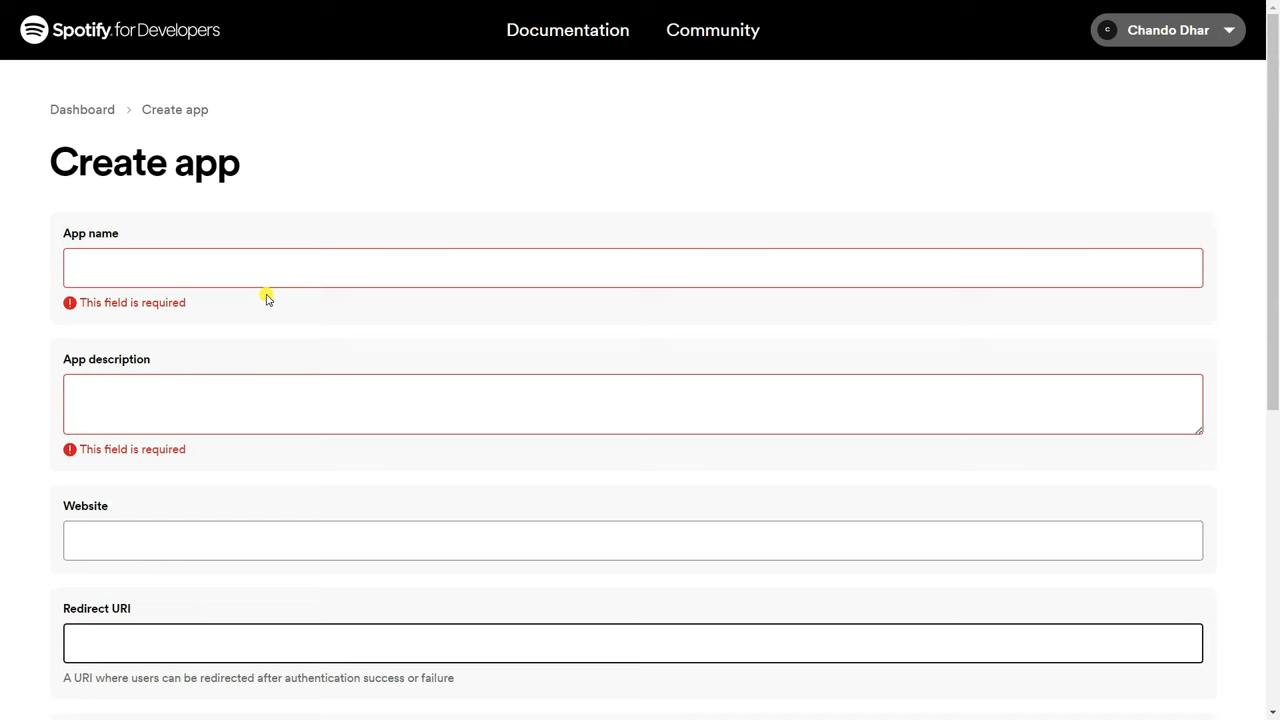 Spotify for Developers
Documentation
Community
C
Chando Dhar
Dashboard > Create app
Create app
App name
This field is required
App description
This field is required
Website
Redirect URI
A URI where users can be redirected after authentication success or failure